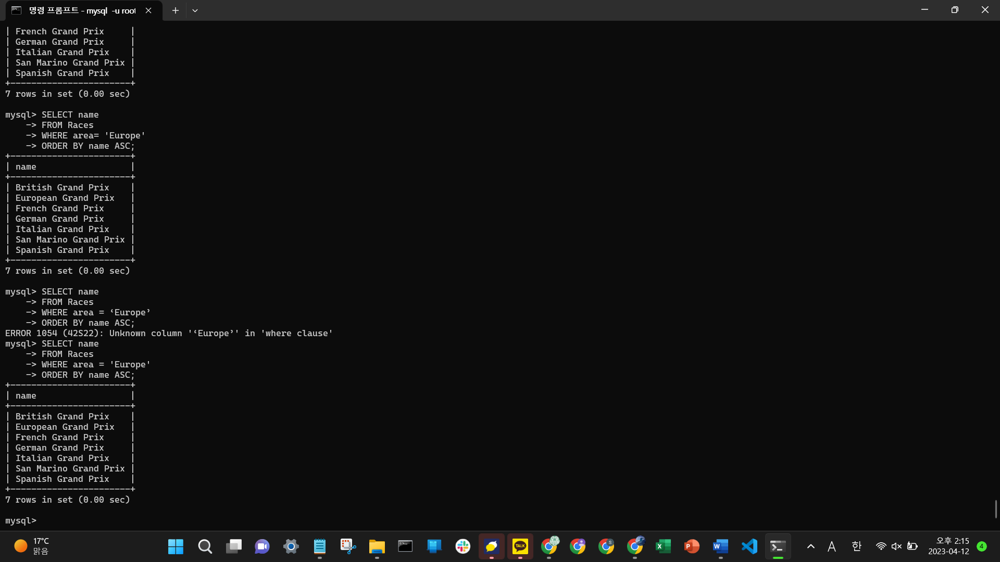 명령 프롬프트 - mysql  -u root
| French Grand Prix     |
| German Grand Prix     |
| Italian Grand Prix    |
| San Marino Grand Prix |
| Spanish Grand Prix    |
+-----------------------+
7 rows in set (0.00 sec)
mysql> SELECT name
    -> FROM Races
    -> WHERE area= 'Europe'
    -> ORDER BY name ASC;
+-----------------------+
| name                  |
+-----------------------+
| British Grand Prix    |
| European Grand Prix   |
| French Grand Prix     |
| German Grand Prix     |
| Italian Grand Prix    |
| San Marino Grand Prix |
| Spanish Grand Prix    |
+-----------------------+
7 rows in set (0.00 sec)
mysql> SELECT name
    -> FROM Races
    -> WHERE area = ‘Europe’
    -> ORDER BY name ASC;
ERROR 1054 (42S22): Unknown column '‘Europe’' in 'where clause'
mysql> SELECT name
    -> FROM Races
    -> WHERE area = 'Europe'
    -> ORDER BY name ASC;
+-----------------------+
| name                  |
+-----------------------+
| British Grand Prix    |
| European Grand Prix   |
| French Grand Prix     |
| German Grand Prix     |
| Italian Grand Prix    |
| San Marino Grand Prix |
| Spanish Grand Prix    |
+-----------------------+
7 rows in set (0.00 sec)
mysql>
17°C
맑음
TALK
S
X
P
W
A
한
오후 2:15
2023-04-12
4